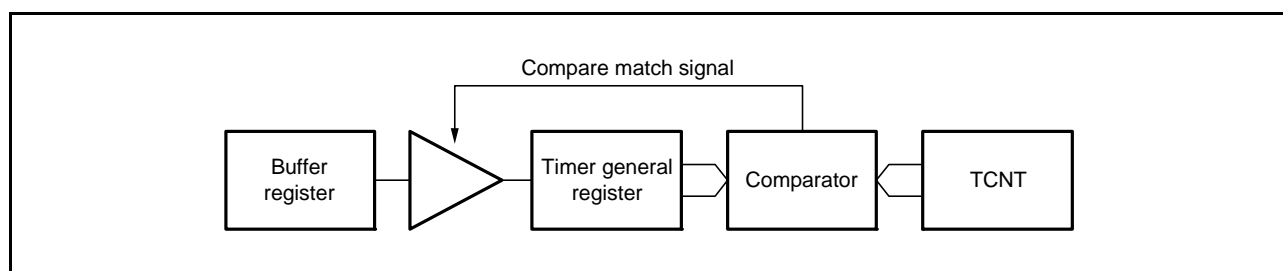 Compare match signal
Buffer
register
Timer general
register
Comparator
TCNT